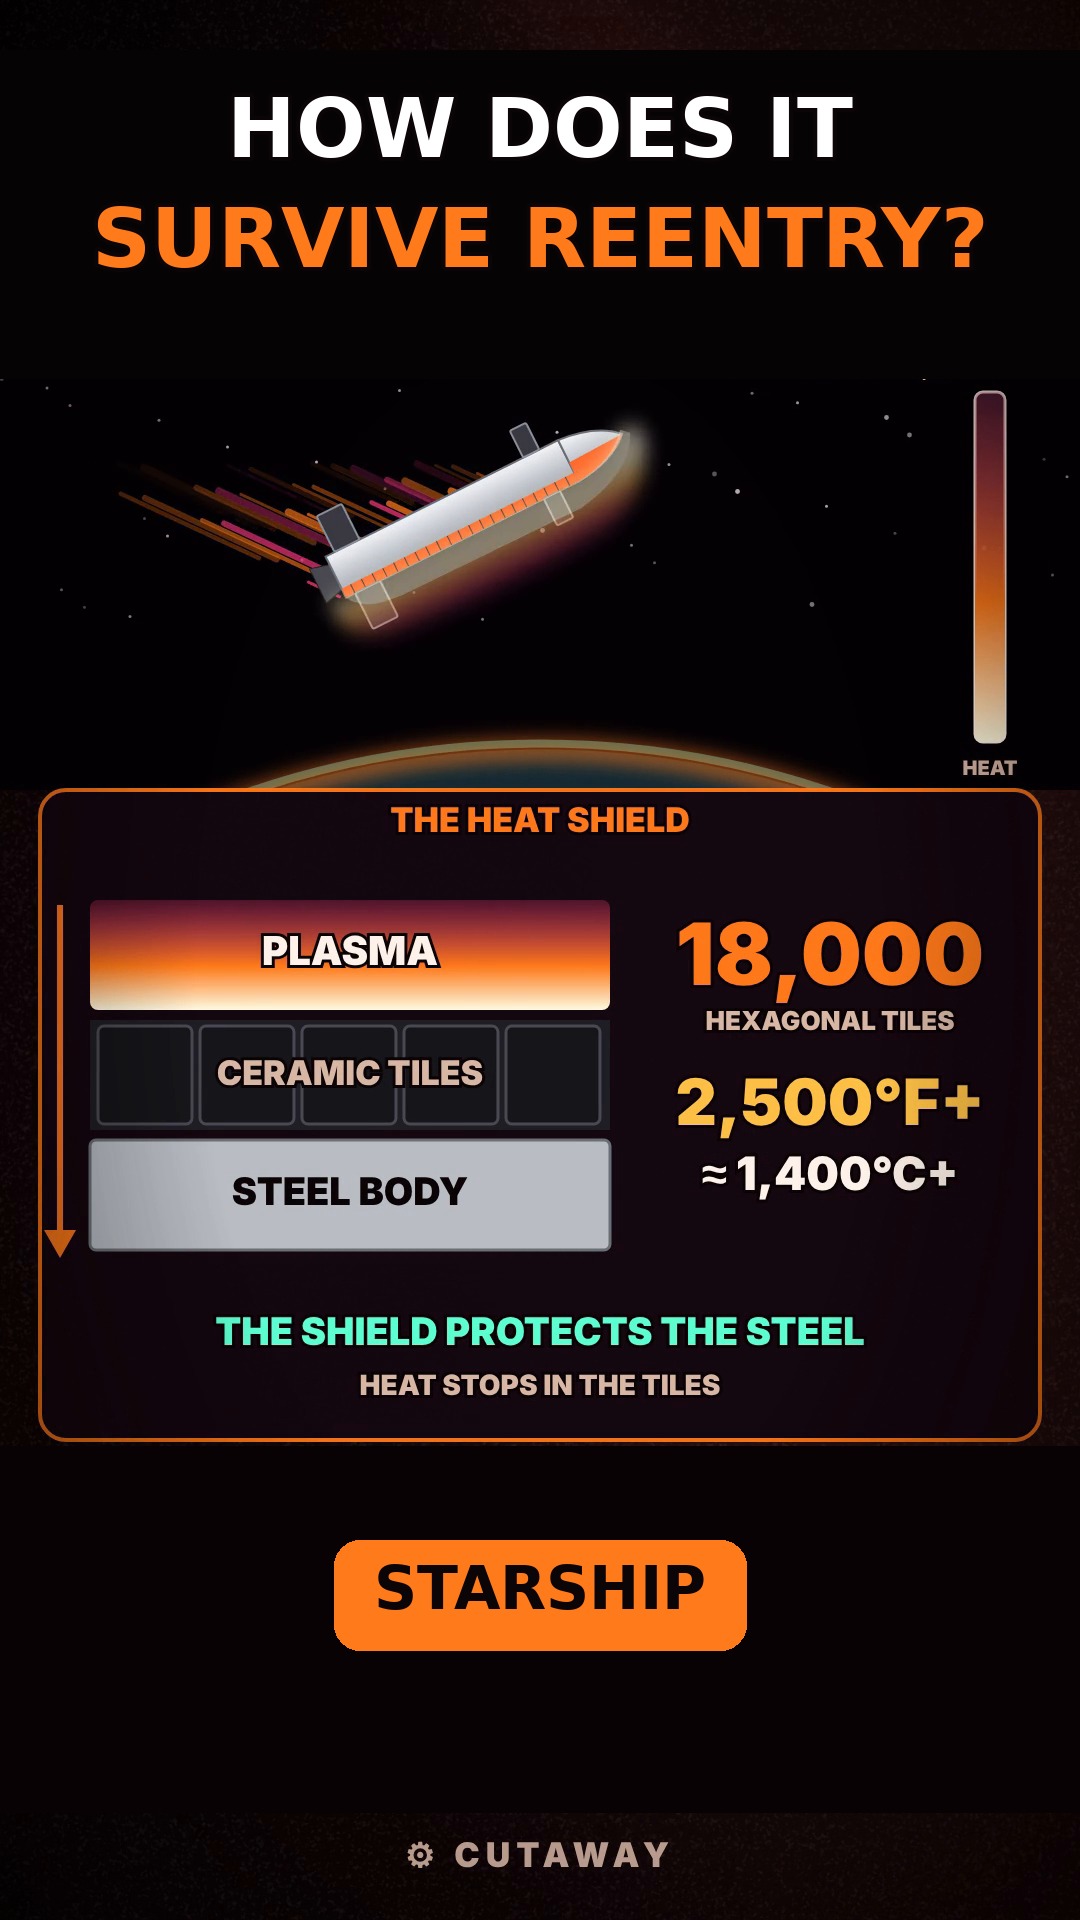 HOW DOES IT
SURVIVE REENTRY?
HEAT
THE HEAT SHIELD
PLASMA
CERAMIC TILES
STEEL BODY
18,000
HEXAGONAL TILES
2,500°F+
≈1,400°C+
THE SHIELD PROTECTS THE STEEL
HEAT STOPS IN THE TILES
STARSHIP
⚙ CUTAWAY